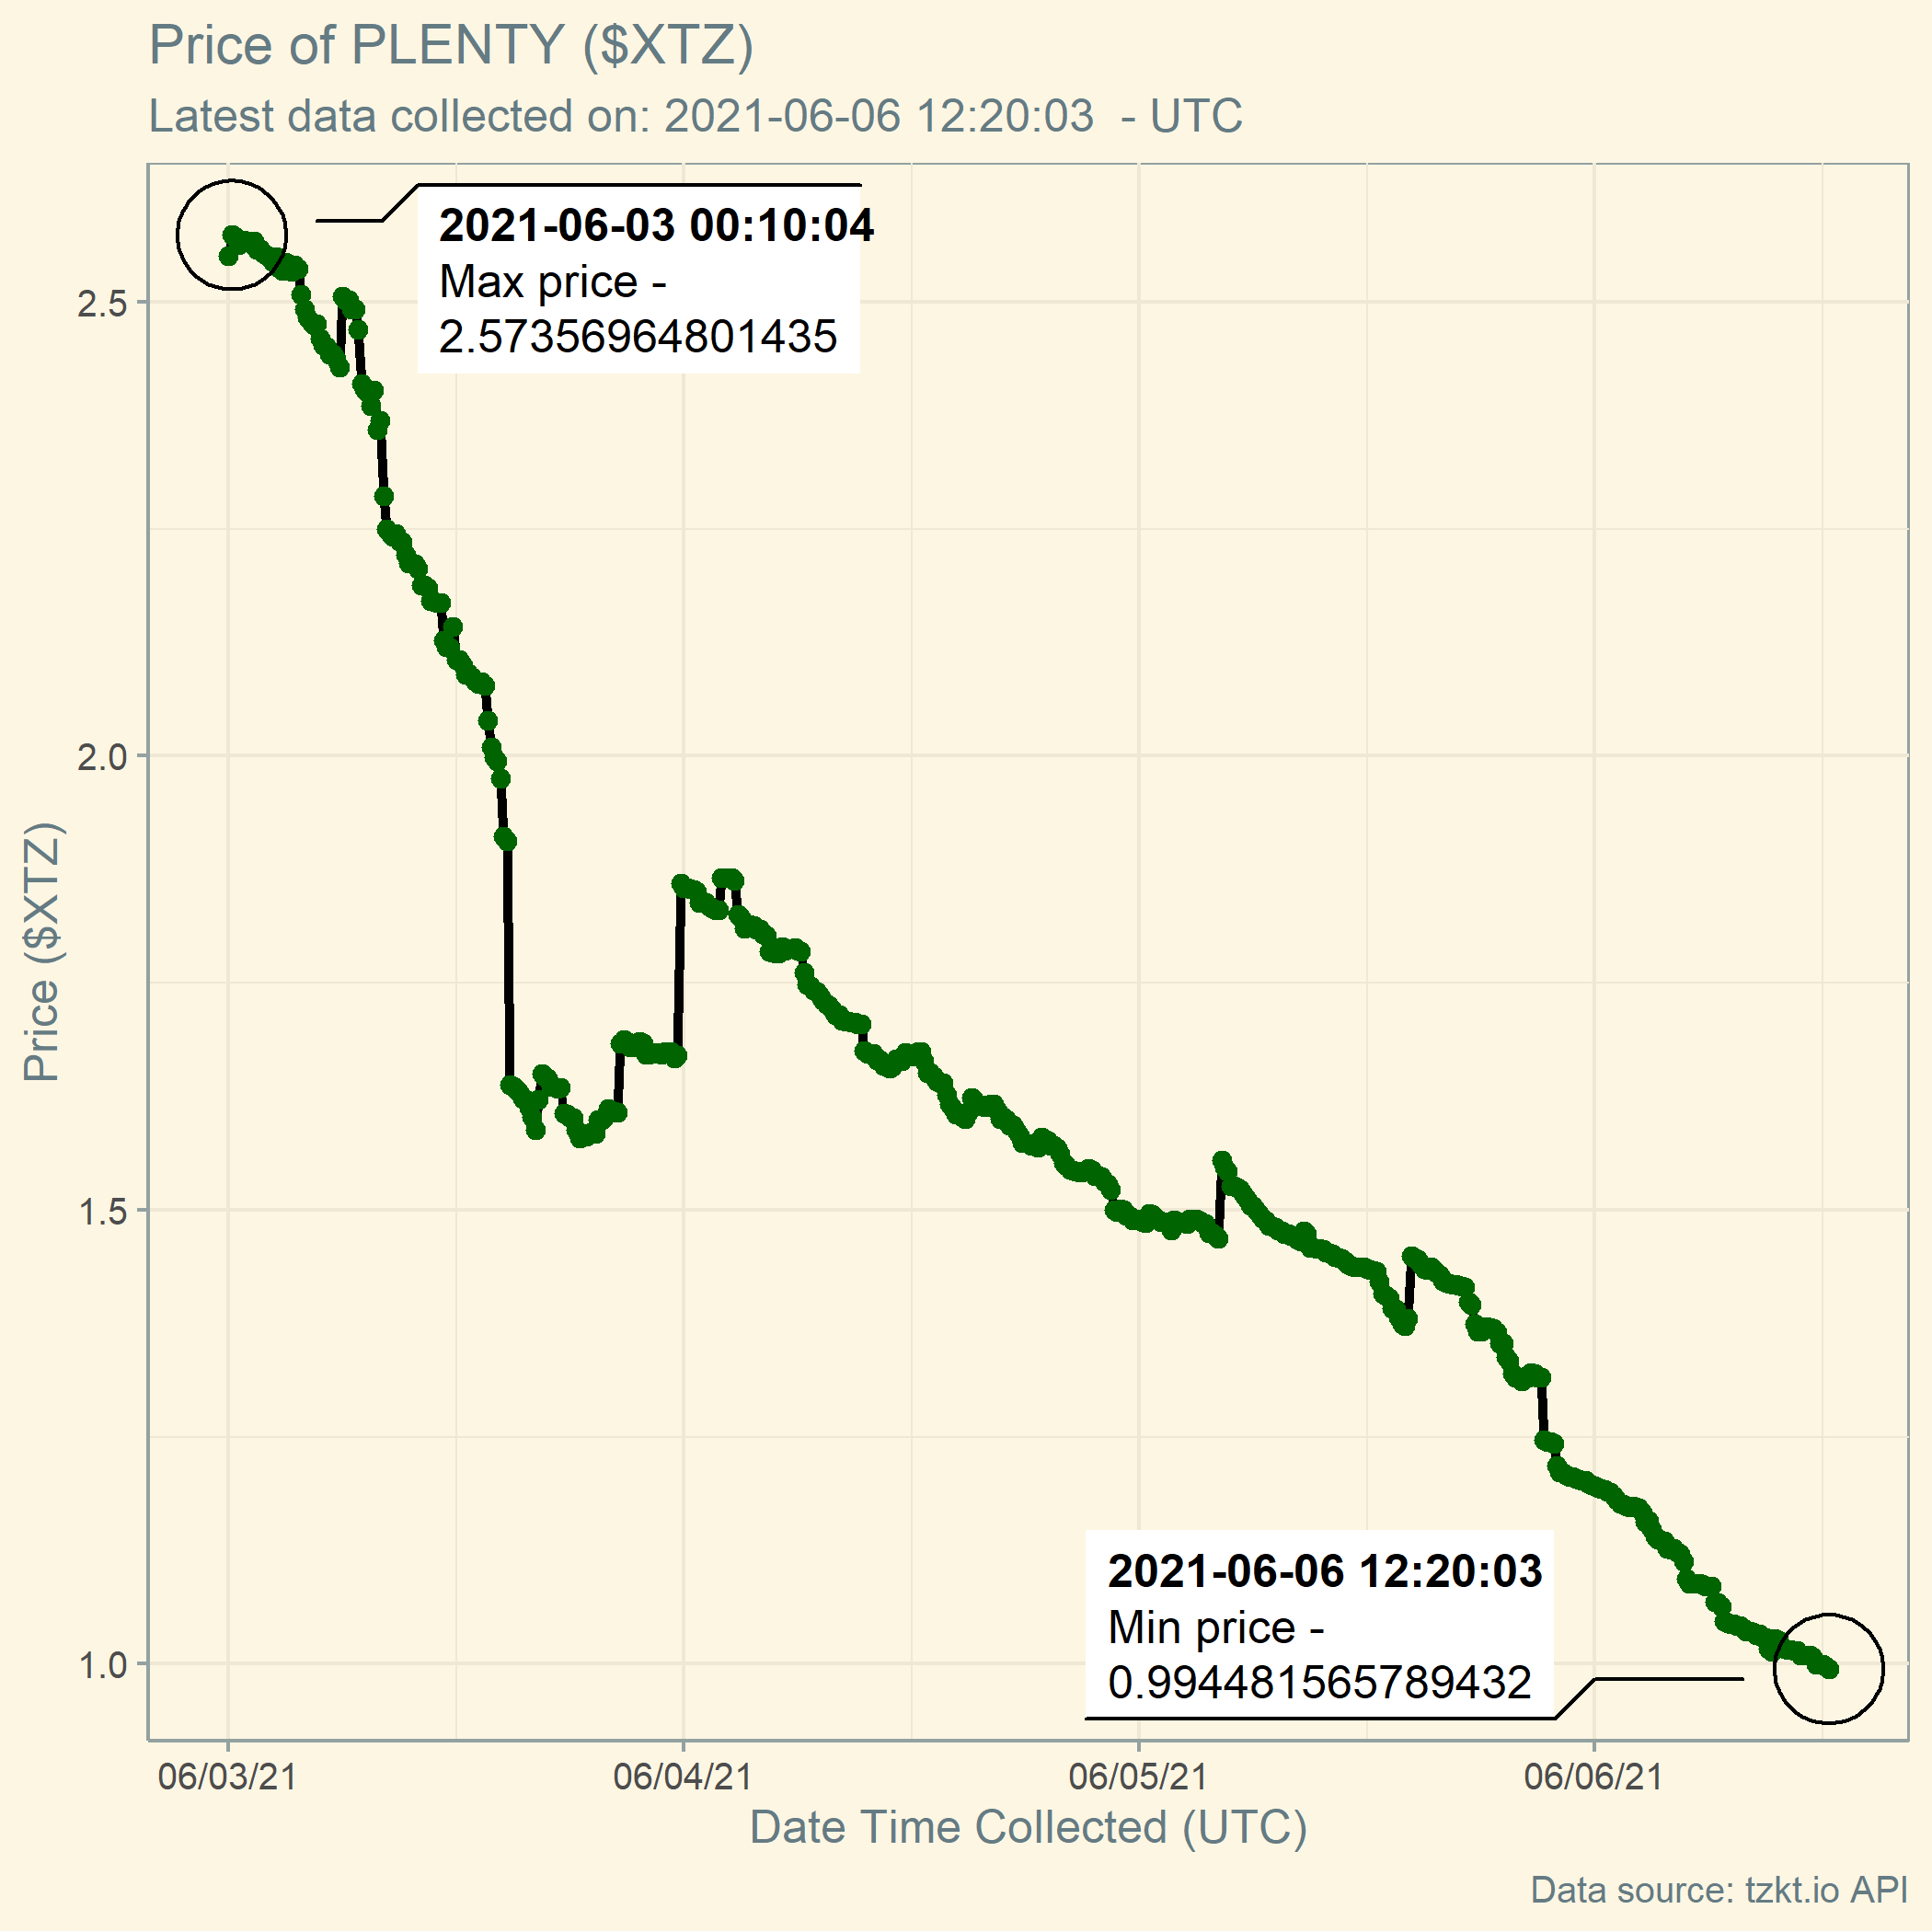 Price of PLENTY ($XTZ)
Latest data collected on: 2021-06-06 12:20:03  - UTC
2021-06-03 00:10:04
Max price -
2.57356964801435
2.5
2.0
1.5
1.0
Price ($XTZ)
2021-06-06 12:20:03
Min price -
0.994481565789432
06/03/21
06/04/21
06/05/21
06/06/21
Date Time Collected (UTC)
Data source: tzkt.io API